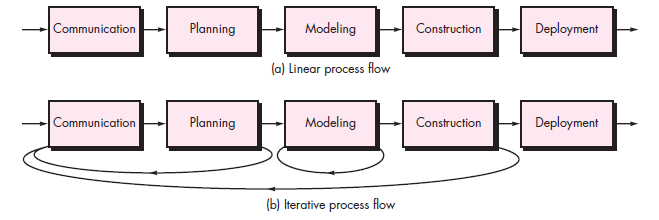 Communication
Planning
Modeling
Construction
Deployment
(a) Linear process flow
Communication
Planning
Modeling
Construction
Deployment
(b) Iterative process flow